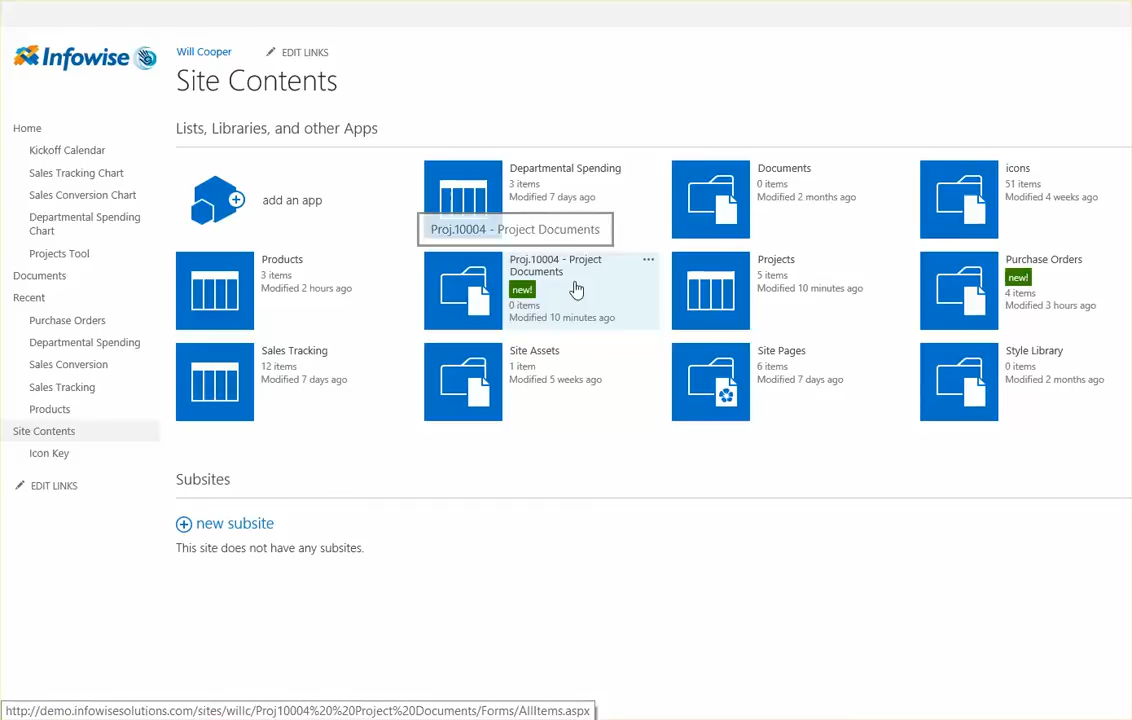 Infowise
Will Cooper
EDIT LINKS
Site Contents
Home
Kickoff Calendar
Sales Tracking Chart
Sales Conversion Chart
Departmental Spending
Chart
Projects Tool
Documents
Recent
Purchase Orders
Departmental Spending
Sales Conversion
Sales Tracking
Products
Site Contents
Icon Key
EDIT LINKS
Lists, Libraries, and other Apps
add an app
Departmental Spending
3 items
Modified 7 days ago
Documents
0 items
Modified 2 months ago
icons
51 items
Modified 4 weeks ago
Proj.10004 - Project Documents
Products
3 items
Modified 2 hours ago
Proj.10004 - Project
Documents
new!
0 items
Modified 10 minutes ago
Projects
5 items
Modified 10 minutes ago
Purchase Orders
new!
4 items
Modified 3 hours ago
Sales Tracking
12 items
Modified 7 days ago
Site Assets
1 item
Modified 5 weeks ago
Site Pages
6 items
Modified 7 days ago
Style Library
0 items
Modified 2 months ago
Subsites
new subsite
This site does not have any subsites.
http://demo.infowisesolutions.com/sites/willc/Proj10004%20%20Project%20Documents/Forms/AllItems.aspx